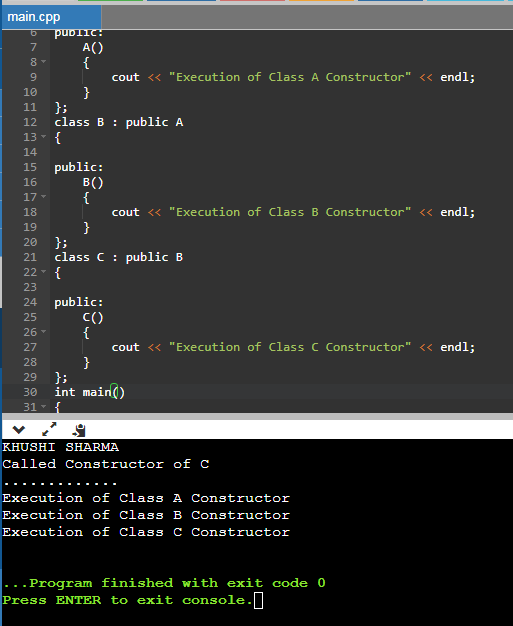 main.cpp
6 public:
7 A()
8 {
9 cout << "Execution of Class A Constructor" << endl;
10 }
11 };
12 class B : public A
13 {
14
15 public:
16 B()
17 {
18 cout << "Execution of Class B Constructor" << endl;
19 }
20 };
21 class C : public B
22 {
23
24 public:
25 C()
26 {
27 cout << "Execution of Class C Constructor" << endl;
28 }
29 };
30 int main()
31 {
KHUSHI SHARMA
Called Constructor of C
.............
Execution of Class A Constructor
Execution of Class B Constructor
Execution of Class C Constructor
...Program finished with exit code 0
Press ENTER to exit console.